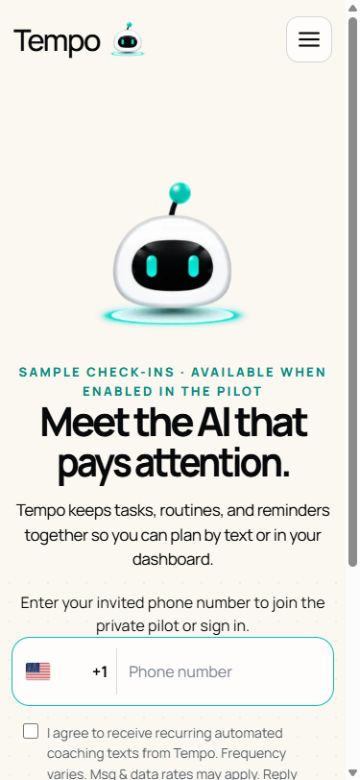 Tempo
SAMPLE CHECK-INS · AVAILABLE WHEN
ENABLED IN THE PILOT
Meet the AI that
pays attention.
Tempo keeps tasks, routines, and reminders
together so you can plan by text or in your
dashboard.
Enter your invited phone number to join the
private pilot or sign in.
+1 Phone number
I agree to receive recurring automated
coaching texts from Tempo. Frequency
varies. Msg & data rates may apply. Reply